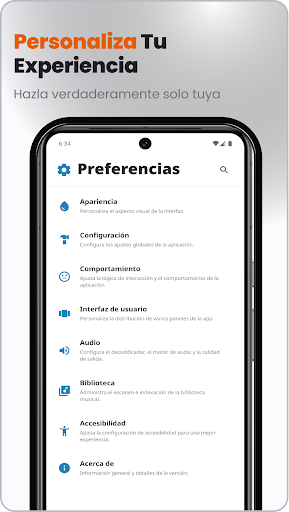 Personaliza Tu
Experiencia
Hazla verdaderamente solo tuya
6.34
Preferencias
Apariencia
Personaliza el aspecto visual de la interfaz.
Configuración
Configura los ajustes globales de la aplicación.
Comportamiento
Ajusta la lógica de interacción y el comportamiento de la
aplicación.
Interfaz de usuario
Personaliza la distribución de varios paneles de la app.
Audio
Configura el decodificador, el motor de audio y la calidad
de salida.
Biblioteca
Administra el escaneo e indexación de la biblioteca
musical.
Accesibilidad
Ajusta la configuración de accesibilidad para una mejor
experiencia.
Acerca de
Información general y detalles de la versión.